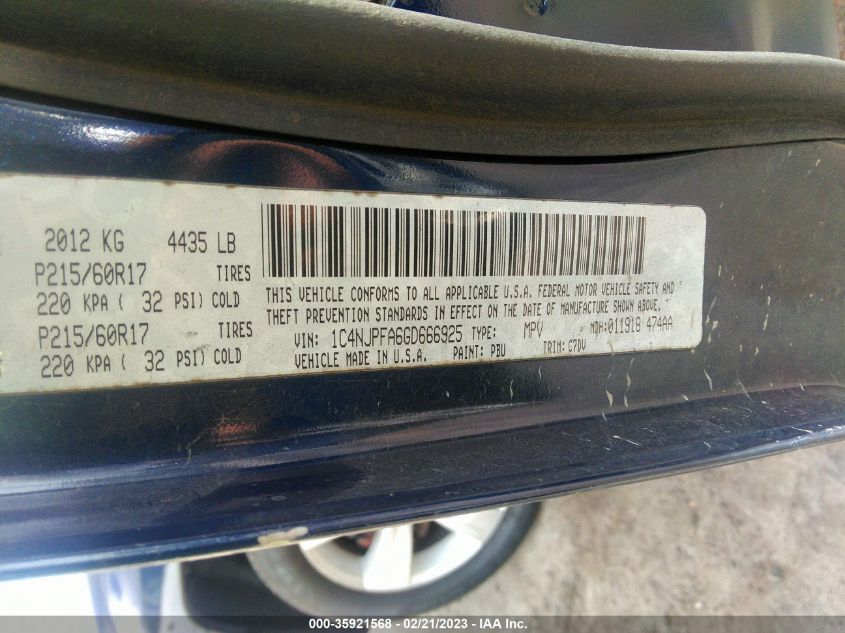 2012 KG 4435 LB
P215/60R17 TIRES
220 KPA ( 32 PSI) COLD
P215/60R17 TIRES
220 KPA ( 32 PSI) COLD
THIS VEHICLE CONFORMS TO ALL APPLICABLE U.S.A. FEDERAL MOTOR VEHICLE SAFETY AND
THEFT PREVENTION STANDARDS IN EFFECT ON THE DATE OF MANUFACTURE SHOWN ABOVE.
VIN: 1C4NJPFA6GD666925 TYPE: MPV MDH:011918 474AA
VEHICLE MADE IN U.S.A. PAINT: PBU TRIM: C7DV
000-35921568 - 02/21/2023 - IAA Inc.